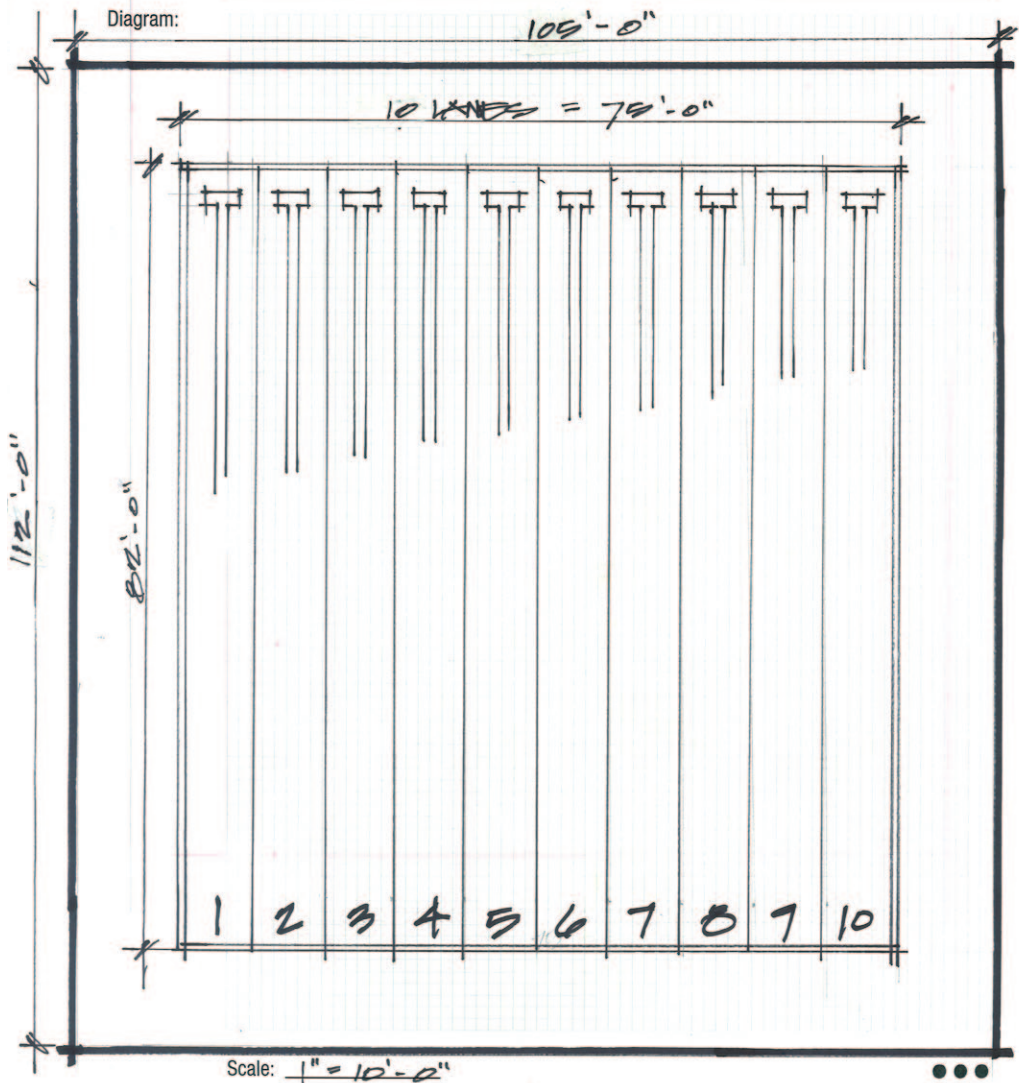 Diagram:
105'-0"
10 LANES = 75'-0"
112'-0"
82'-0"
1 2 3 4 5 6 7 8 9 10
Scale: 1" = 10'-0"